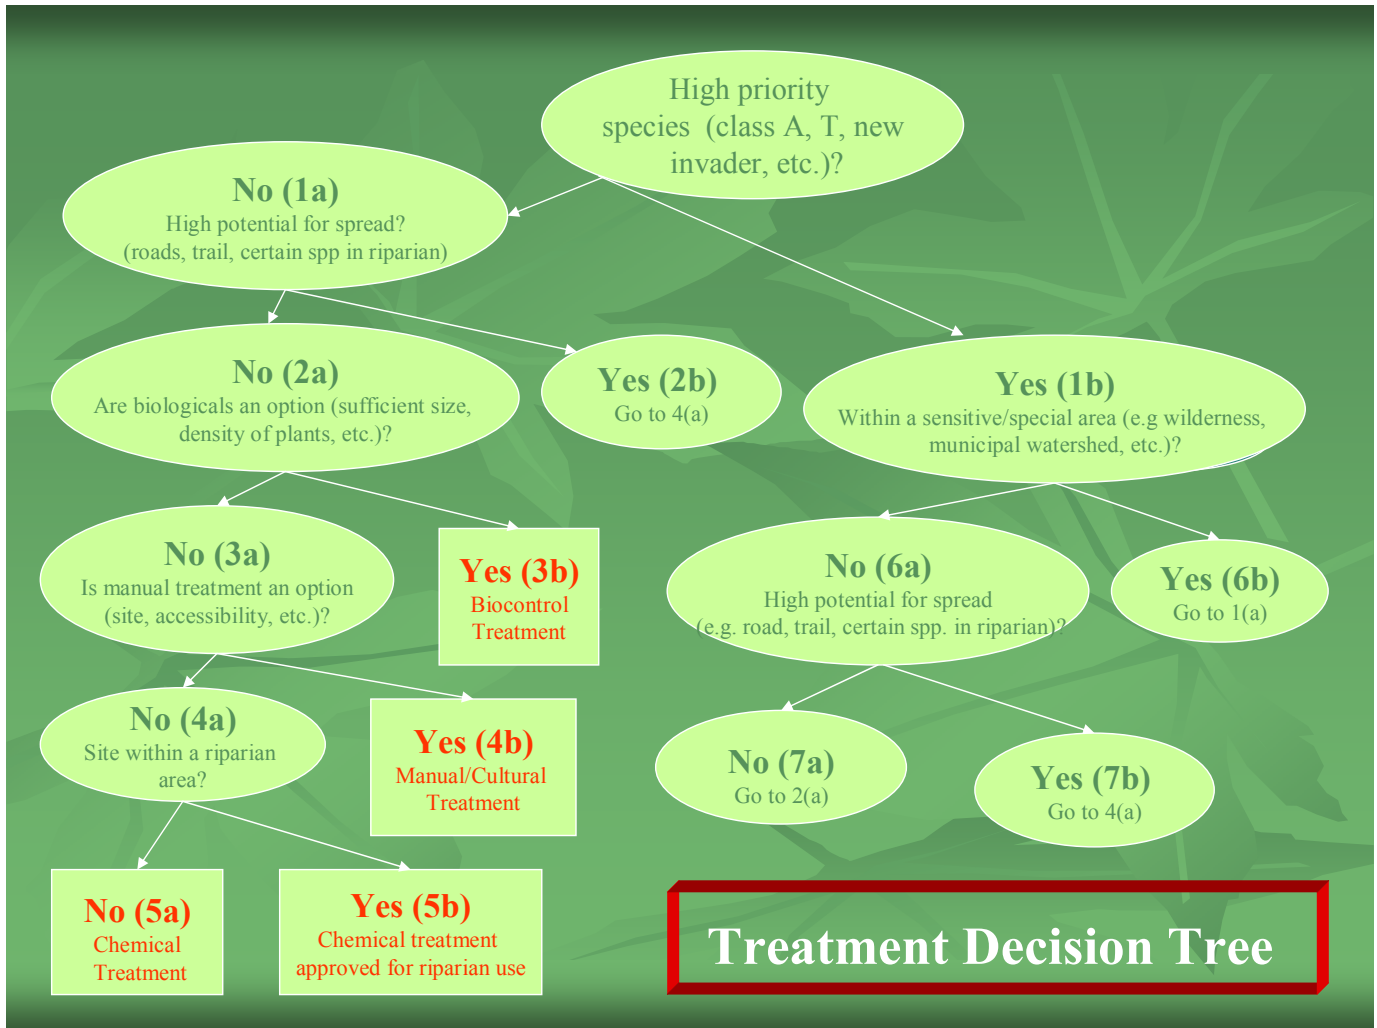 High priority
species (class A, T, new
invader, etc.)?
No (1a)
High potential for spread?
(roads, trail, certain spp in riparian)
No (2a)
Are biologicals an option (sufficient size,
density of plants, etc.)?
Yes (2b)
Go to 4(a)
Yes (1b)
Within a sensitive/special area (e.g wilderness,
municipal watershed, etc.)?
No (3a)
Is manual treatment an option
(site, accessibility, etc.)?
Yes (3b)
Biocontrol
Treatment
No (6a)
High potential for spread
(e.g. road, trail, certain spp. in riparian)?
Yes (6b)
Go to 1(a)
No (4a)
Site within a riparian
area?
Yes (4b)
Manual/Cultural
Treatment
No (7a)
Go to 2(a)
Yes (7b)
Go to 4(a)
No (5a)
Chemical
Treatment
Yes (5b)
Chemical treatment
approved for riparian use
Treatment Decision Tree